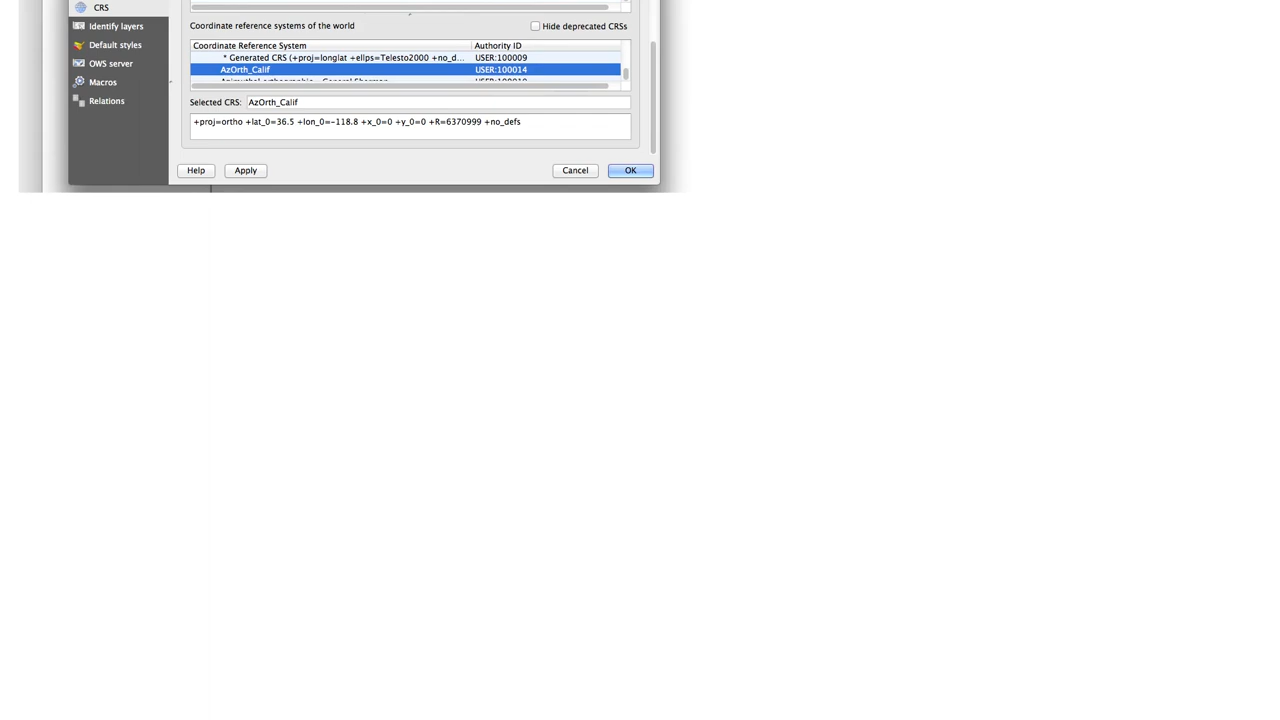 CRS
Coordinate reference systems of the world
Hide deprecated CRSs
Identify layers
Default styles
Coordinate Reference System Authority ID
* Generated CRS (+proj=longlat +ellps=Telesto2000 +no_d... USER:100009
OWS server
AzOrth_Calif USER:100014
Macros
Relations
Selected CRS: AzOrth_Calif
+proj=ortho +lat_0=36.5 +lon_0=-118.8 +x_0=0 +y_0=0 +R=6370999 +no_defs
Help Apply Cancel OK